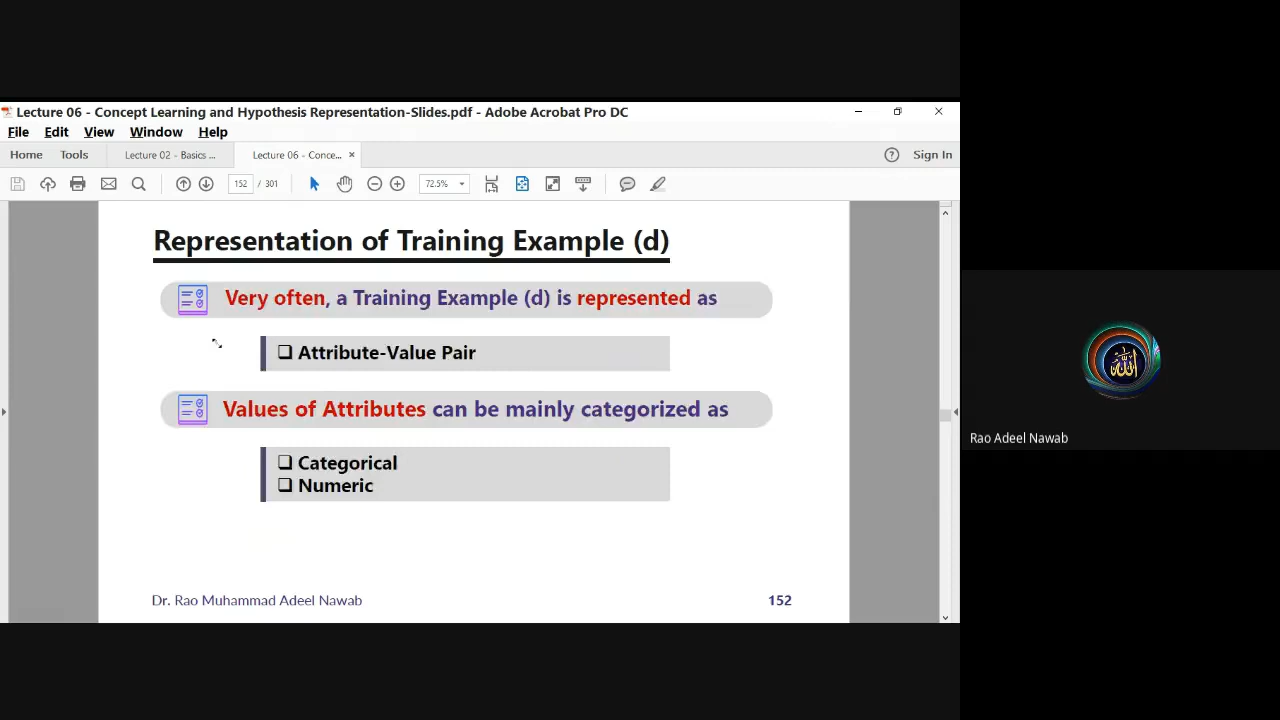 Lecture 06 - Concept Learning and Hypothesis Representation-Slides.pdf - Adobe Acrobat Pro DC
File Edit View Window Help
Home Tools Lecture 02 - Basics ... Lecture 06 - Conce... × Sign In
152 / 301 72.5%
Representation of Training Example (d)
Very often, a Training Example (d) is represented as
❑ Attribute-Value Pair
Values of Attributes can be mainly categorized as
❑ Categorical
❑ Numeric
Dr. Rao Muhammad Adeel Nawab 152
الله
Rao Adeel Nawab